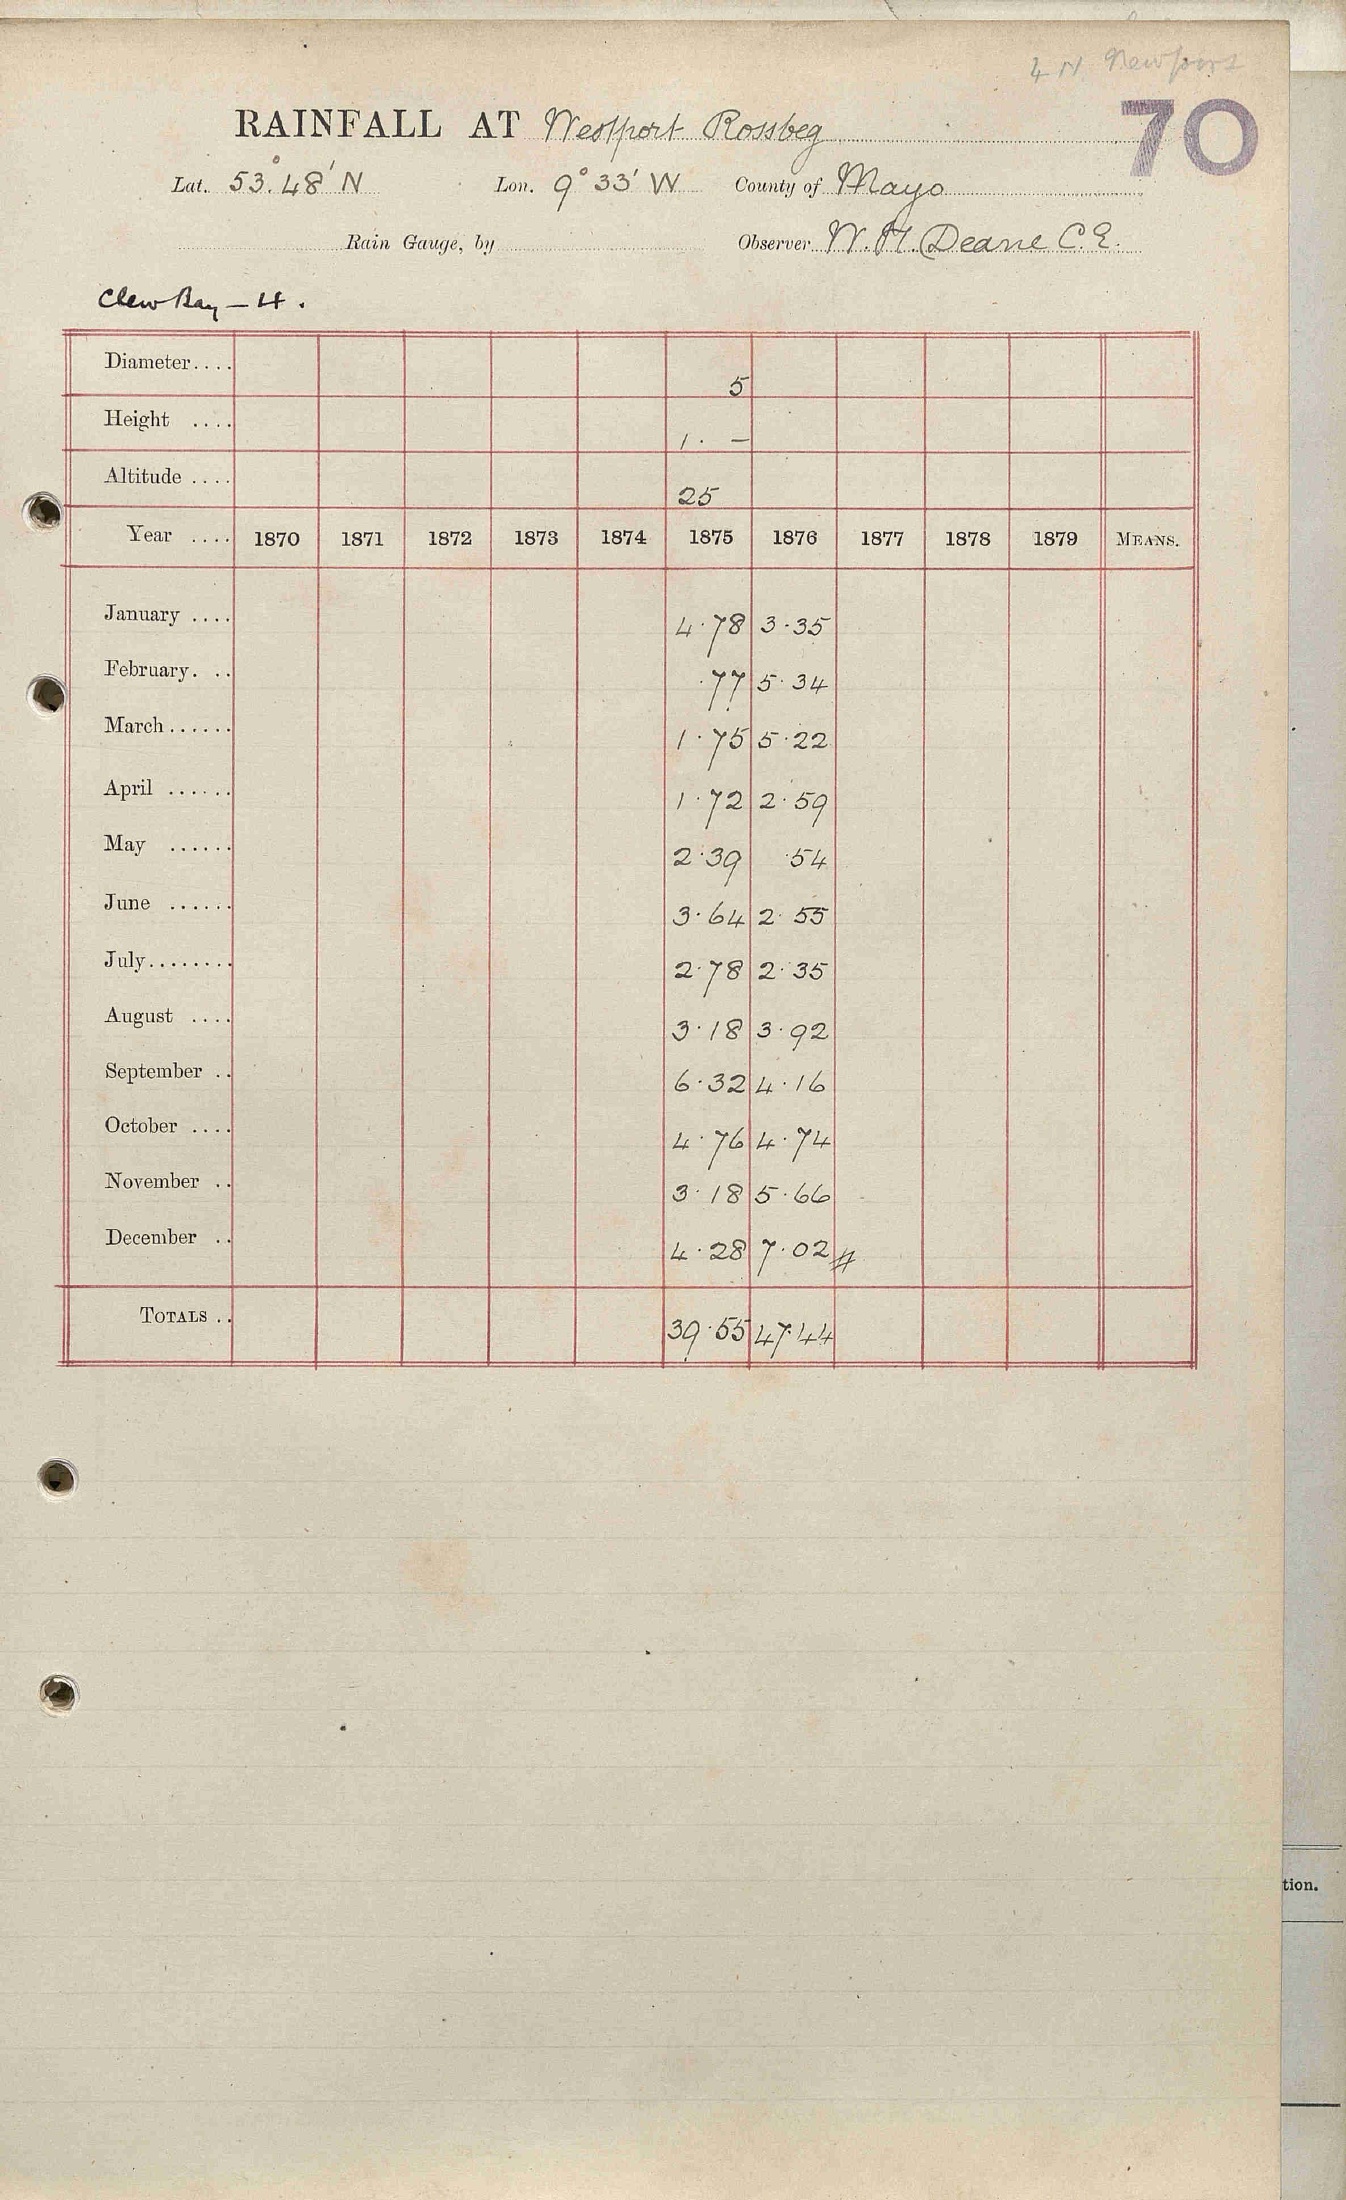 4 N. Newport
70
RAINFALL AT Westport Rossbeg
Lat. 53°.48' N Lon. 9°33' W County of Mayo
Rain Gauge, by Observer W. H. Deane C.E.
Clew Bay — H.
Diameter.... 5
Height .... 1. —
Altitude .... 25
Year .... 1870 1871 1872 1873 1874 1875 1876 1877 1878 1879 MEANS.
January .... 4.78 3.35
February. .. .77 5.34
March...... 1.75 5.22
April ...... 1.72 2.59
May ...... 2.39 .54
June ...... 3.64 2.55
July........ 2.78 2.35
August .... 3.18 3.92
September .. 6.32 4.16
October .... 4.76 4.74
November .. 3.18 5.66
December .. 4.28 7.02 #
TOTALS .. 39.55 47.44
tion.